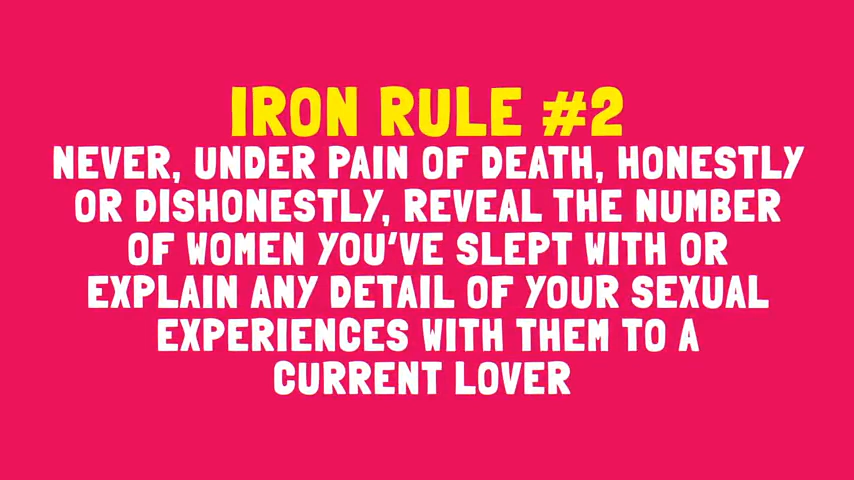 IRON RULE #2
NEVER, UNDER PAIN OF DEATH, HONESTLY
OR DISHONESTLY, REVEAL THE NUMBER
OF WOMEN YOU'VE SLEPT WITH OR
EXPLAIN ANY DETAIL OF YOUR SEXUAL
EXPERIENCES WITH THEM TO A
CURRENT LOVER